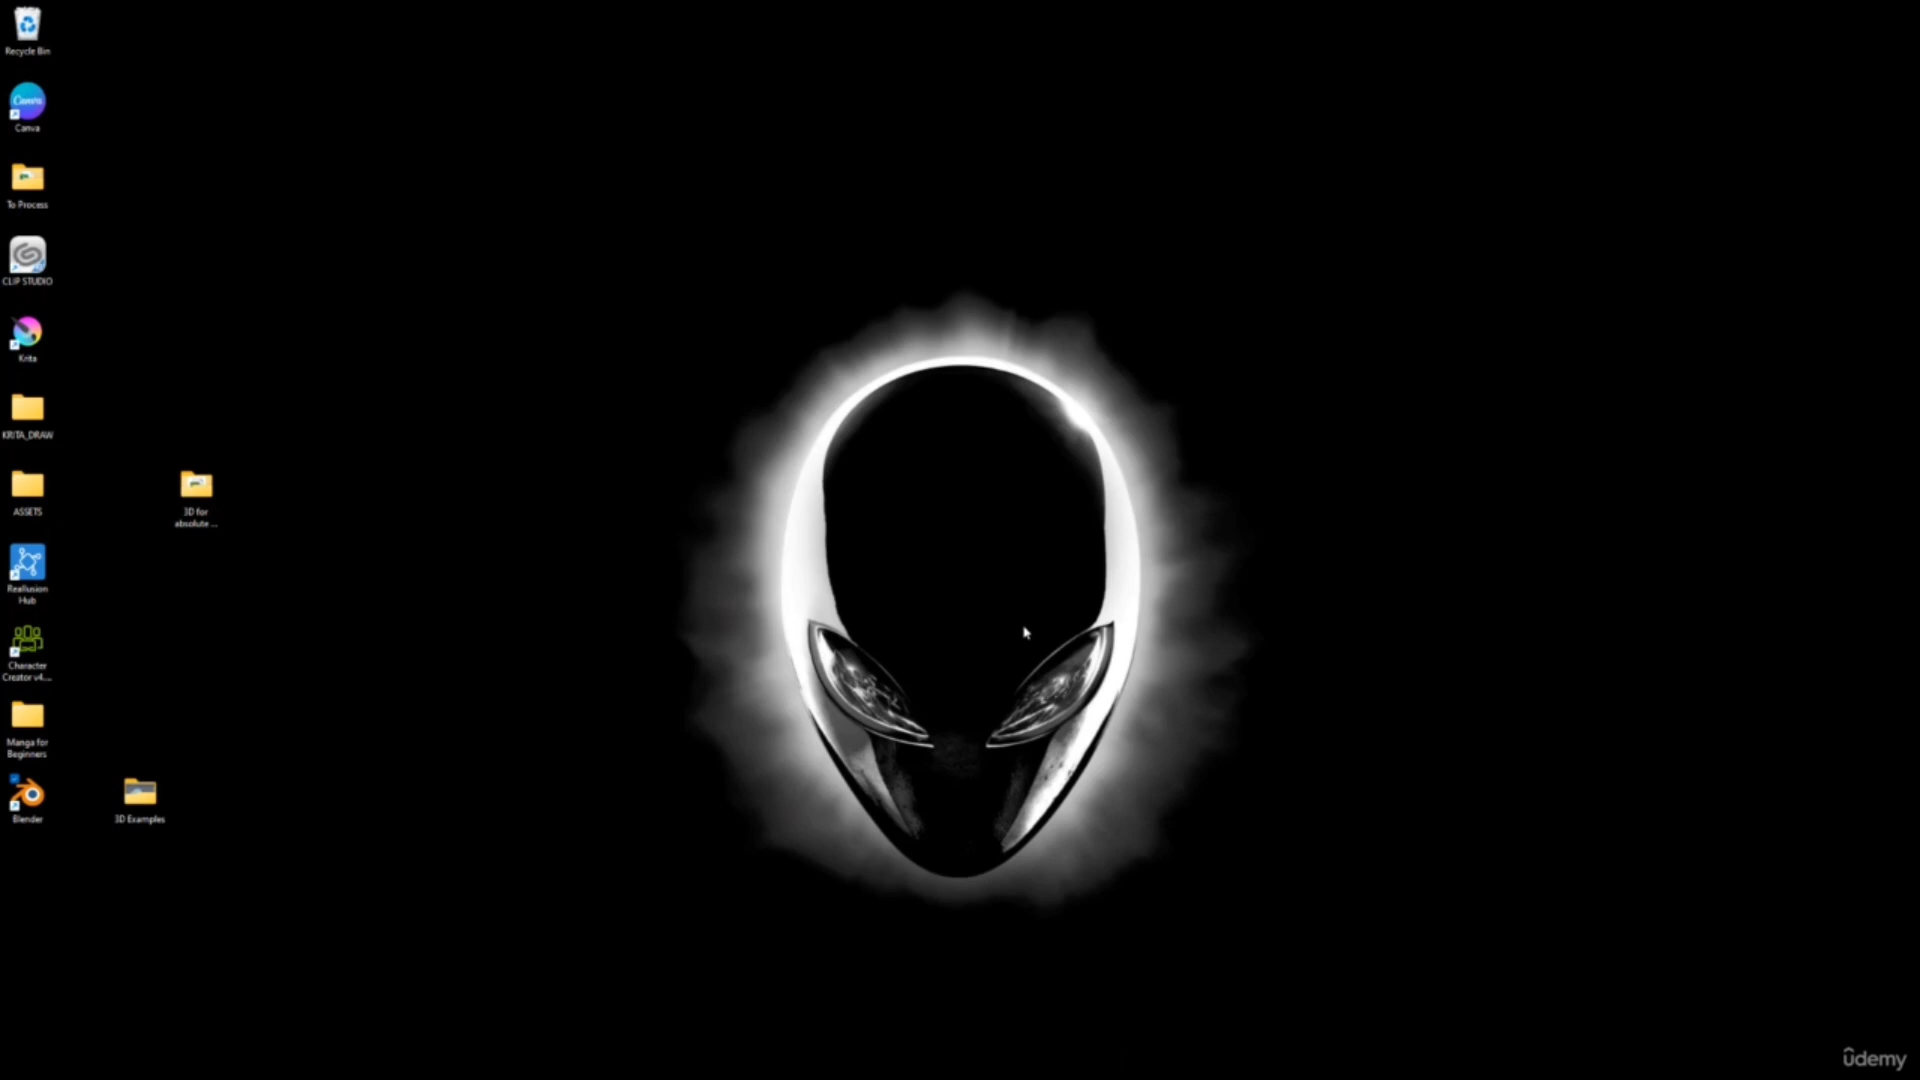 Recycle Bin
Canva
Canva
To Process
CLIP STUDIO
Krita
KRITA_DRAW
ASSETS
3D for
absolute ...
Reallusion
Hub
Character
Creator v4....
Manga for
Beginners
Blender
3D Examples
ûdemy